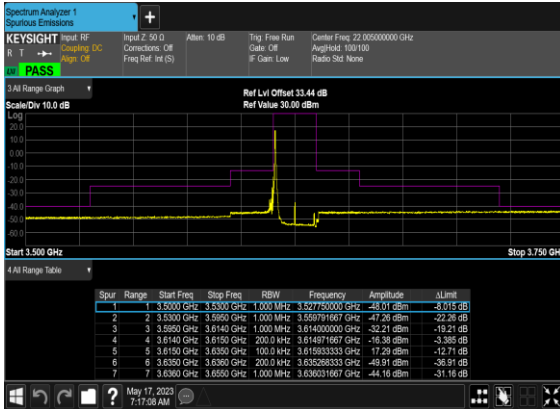 Spectrum Analyzer 1
Spurious Emissions
+
KEYSIGHT
R T
PASS
Input: RF
Coupling: DC
Align: Off
Input Z: 50 Ω
Corrections: Off
Freq Ref: Int (S)
Atten: 10 dB
Trig: Free Run
Gate: Off
IF Gain: Low
Center Freq: 22.005000000 GHz
Avg|Hold: 100/100
Radio Std: None
3 All Range Graph
Scale/Div 10.0 dB
Ref Lvl Offset 33.44 dB
Ref Value 30.00 dBm
Log
20.0
10.0
0.00
-10.0
-20.0
-30.0
-40.0
-50.0
-60.0
Start 3.500 GHz
Stop 3.750 GHz
4 All Range Table
Spur Range Start Freq Stop Freq RBW Frequency Amplitude ΔLimit
1 1 3.5000 GHz 3.5300 GHz 1.000 MHz 3.527750000 GHz -48.01 dBm -8.015 dB
2 2 3.5300 GHz 3.5950 GHz 1.000 MHz 3.559791667 GHz -47.26 dBm -22.26 dB
3 3 3.5950 GHz 3.6140 GHz 1.000 MHz 3.614000000 GHz -32.21 dBm -19.21 dB
4 4 3.6140 GHz 3.6150 GHz 200.0 kHz 3.614971667 GHz -16.38 dBm -3.385 dB
5 5 3.6150 GHz 3.6350 GHz 100.0 kHz 3.615933333 GHz 17.29 dBm -12.71 dB
6 6 3.6350 GHz 3.6360 GHz 200.0 kHz 3.635268333 GHz -49.91 dBm -36.91 dB
7 7 3.6360 GHz 3.6550 GHz 1.000 MHz 3.636031667 GHz -44.16 dBm -31.16 dB
?
May 17, 2023
7:17:08 AM